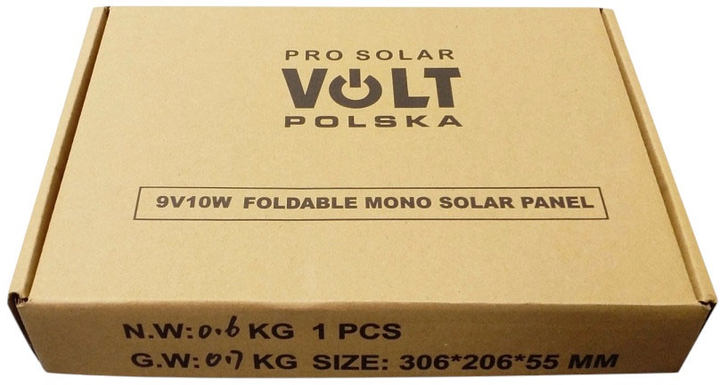 PRO SOLAR
VOLT
POLSKA
9V10W FOLDABLE MONO SOLAR PANEL
N.W:0.6 KG 1 PCS
G.W:0.7 KG SIZE: 306*206*55 MM